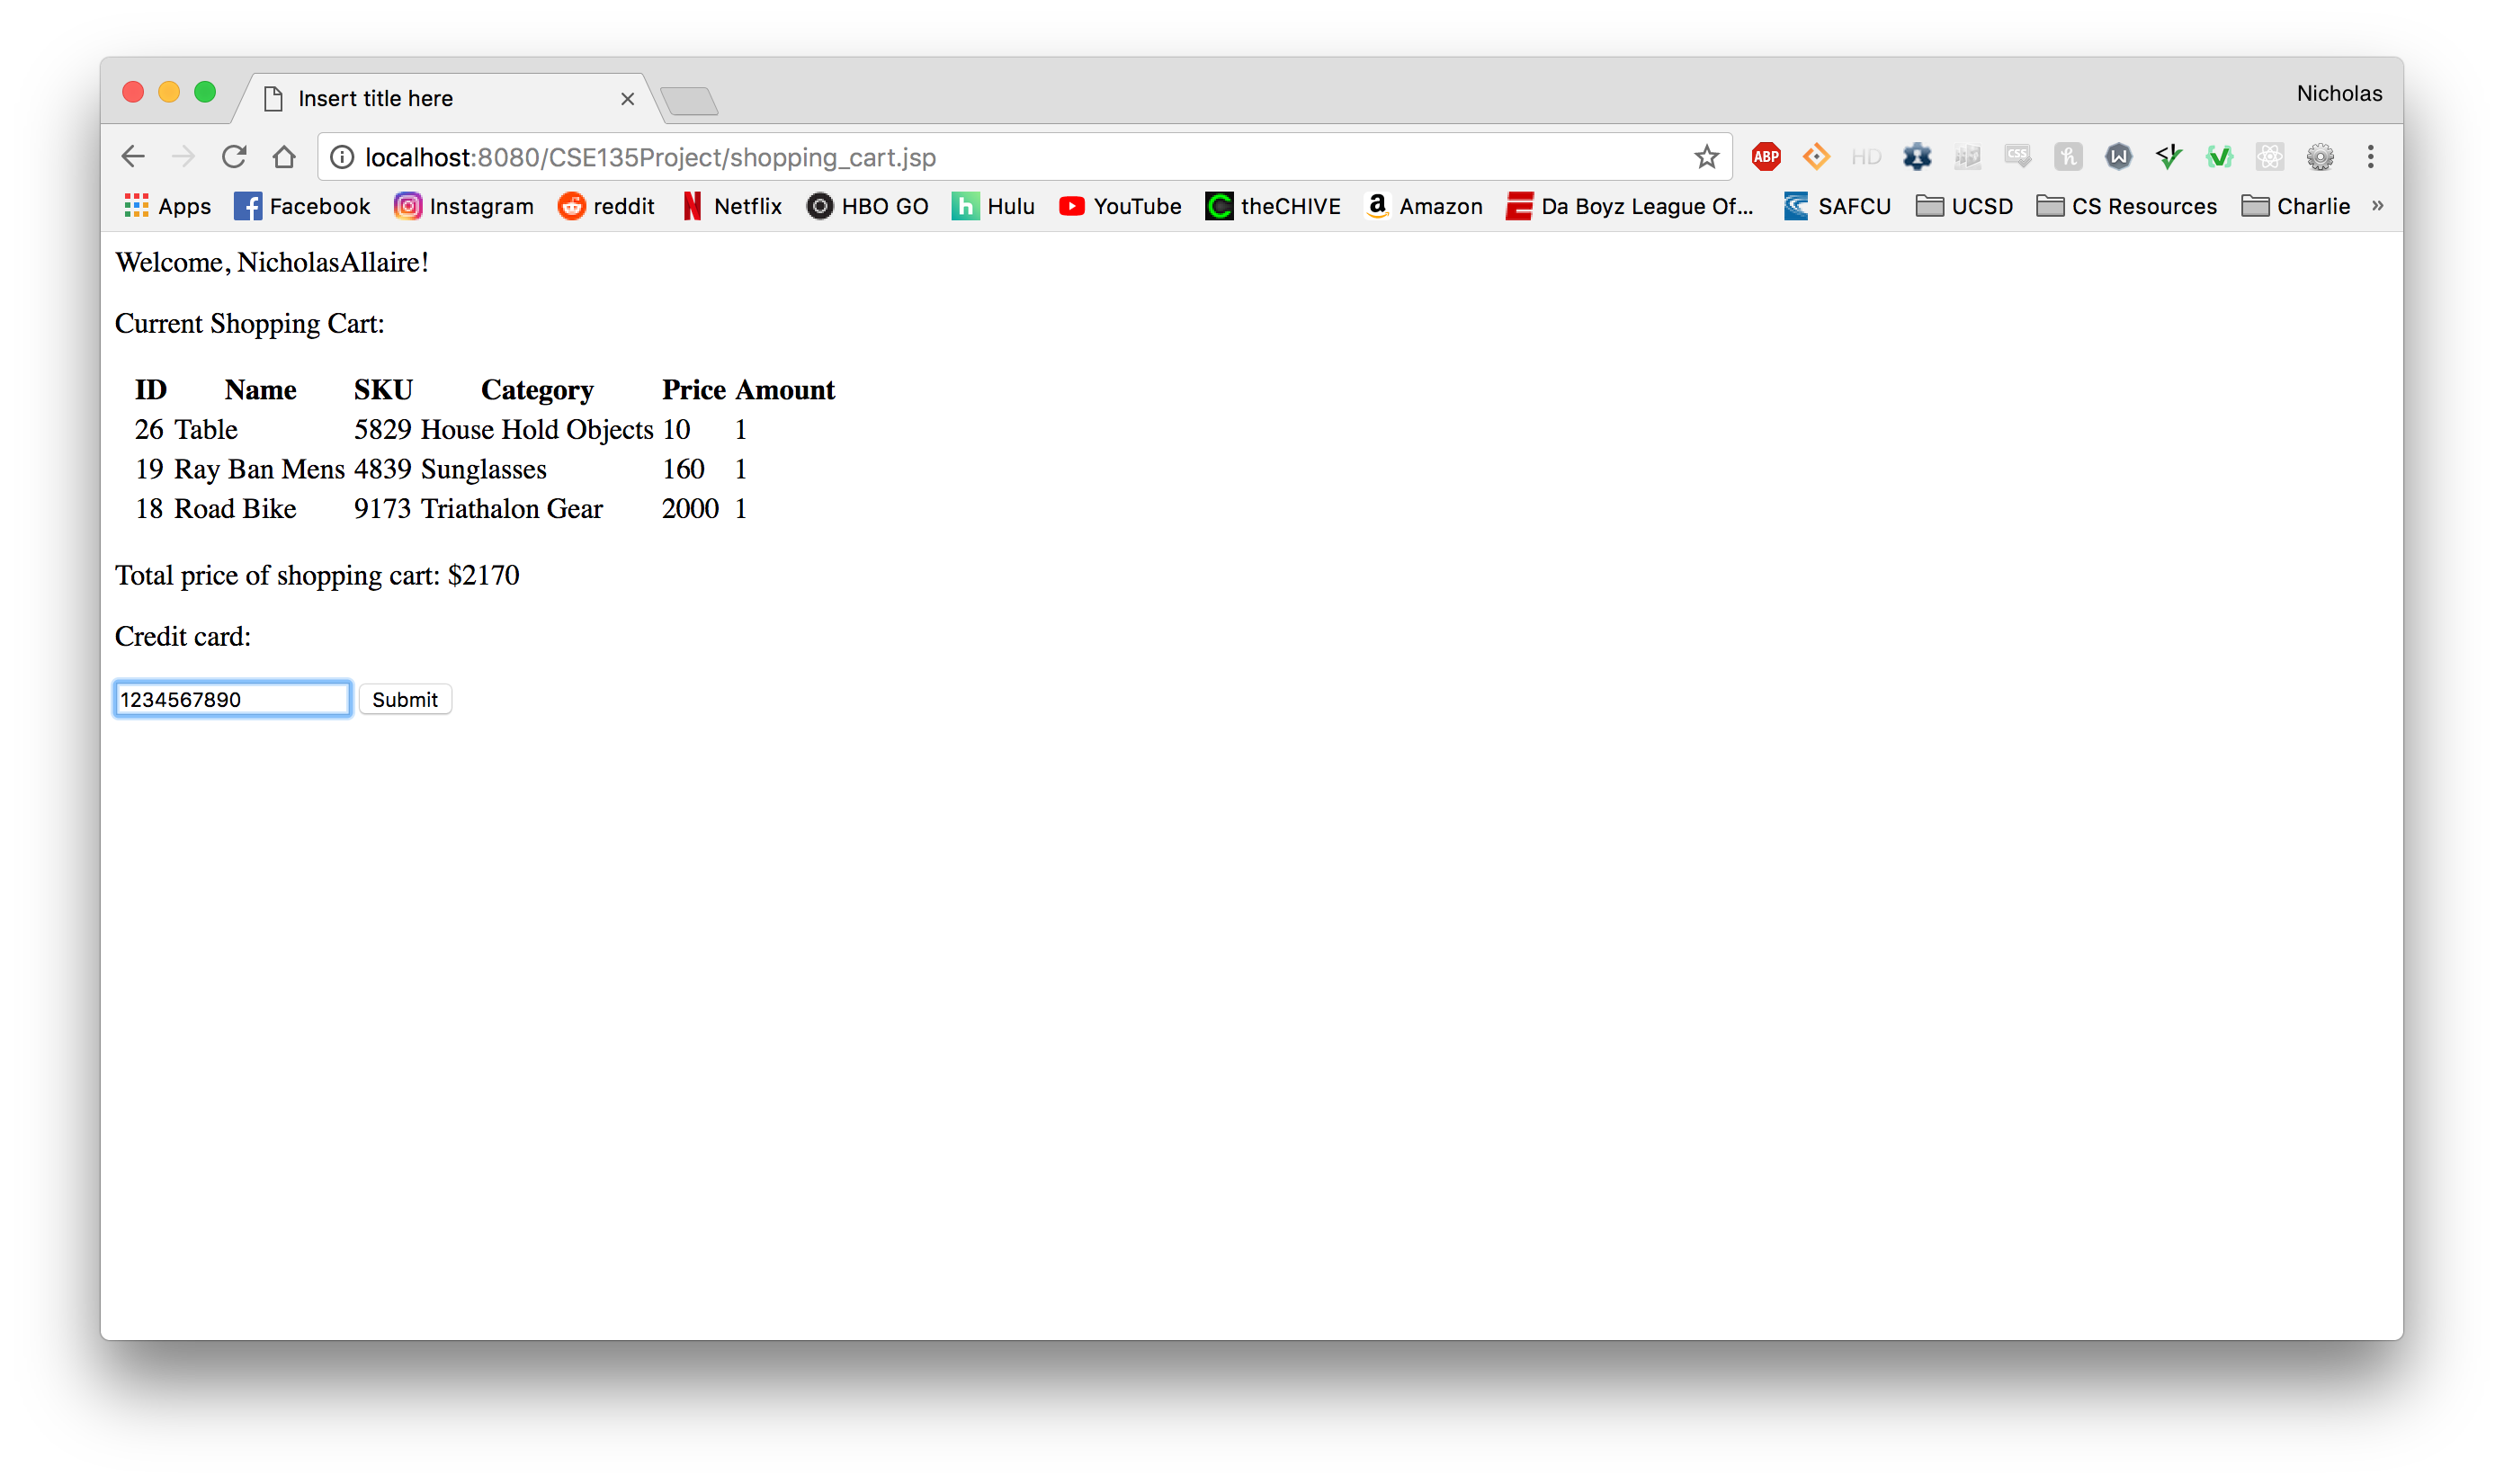 Insert title here
Nicholas
localhost:8080/CSE135Project/shopping_cart.jsp
ABP
HD
CSS
Apps Facebook Instagram reddit Netflix HBO GO Hulu YouTube theCHIVE Amazon Da Boyz League Of... SAFCU UCSD CS Resources Charlie »
Welcome, NicholasAllaire!
Current Shopping Cart:
ID Name SKU Category Price Amount
26 Table 5829 House Hold Objects 10 1
19 Ray Ban Mens 4839 Sunglasses 160 1
18 Road Bike 9173 Triathalon Gear 2000 1
Total price of shopping cart: $2170
Credit card:
1234567890 Submit